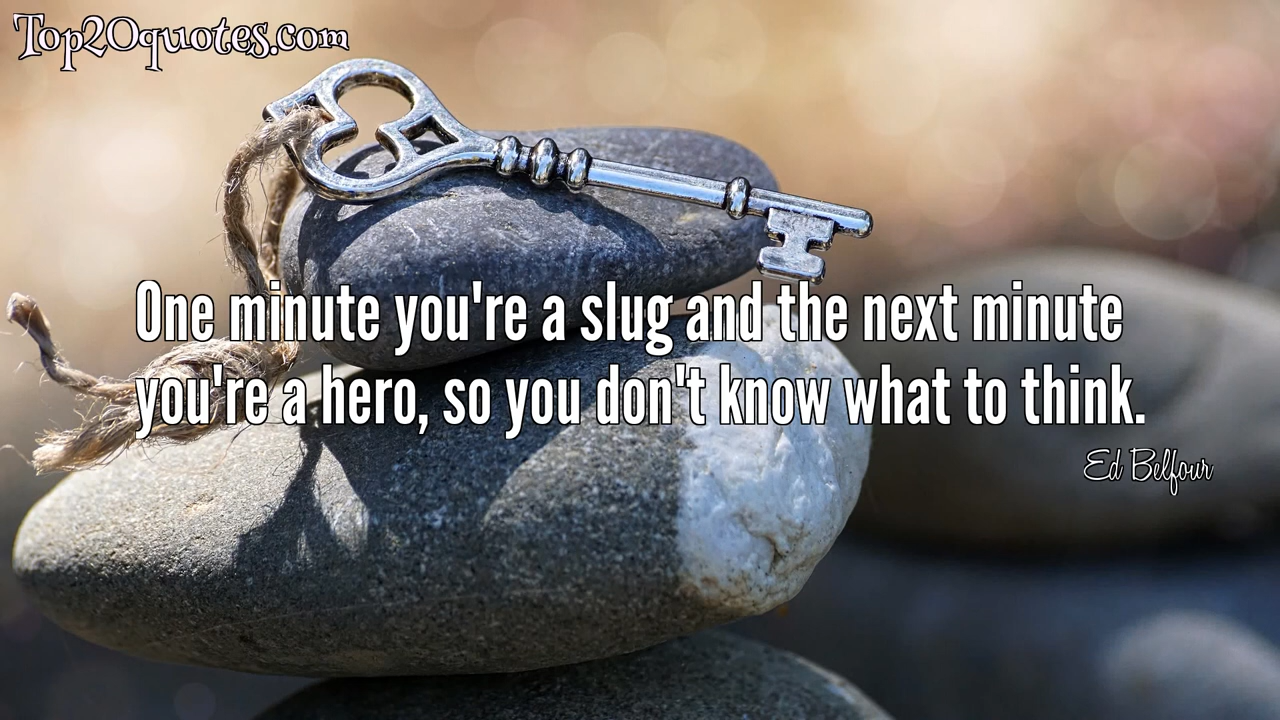 Top20quotes.com
One minute you're a slug and the next minute
you're a hero, so you don't know what to think.
Ed Belfour